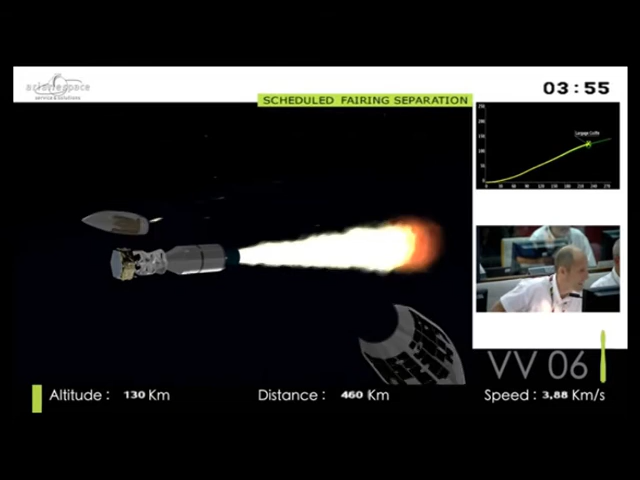 arianespace
service & solutions
03:55
SCHEDULED FAIRING SEPARATION
Largage Coiffe
VV 06
Altitude : 130 Km
Distance : 460 Km
Speed : 3,88 Km/s